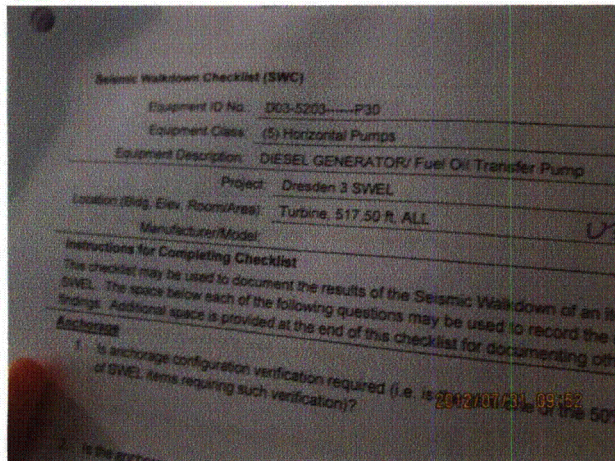 Seismic Walkdown Checklist (SWC)
Equipment ID No.: D03-5203------P30
Equipment Class: (5) Horizontal Pumps
Equipment Description: DIESEL GENERATOR/ Fuel Oil Transfer Pump
Project: Dresden 3 SWEL
Location (Bldg, Elev, Room/Area): Turbine, 517.50 ft, ALL
Manufacturer/Model:
Instructions for Completing Checklist
This checklist may be used to document the results of the Seismic Walkdown of an
SWEL. The space below each of the following questions may be used to record the
findings. Additional space is provided at the end of this checklist for documenting
Anchorage
1. Is anchorage configuration verification required (i.e. is the 50
of SWEL items requiring such verification)?
2012/07/31 09:52
2. Is the